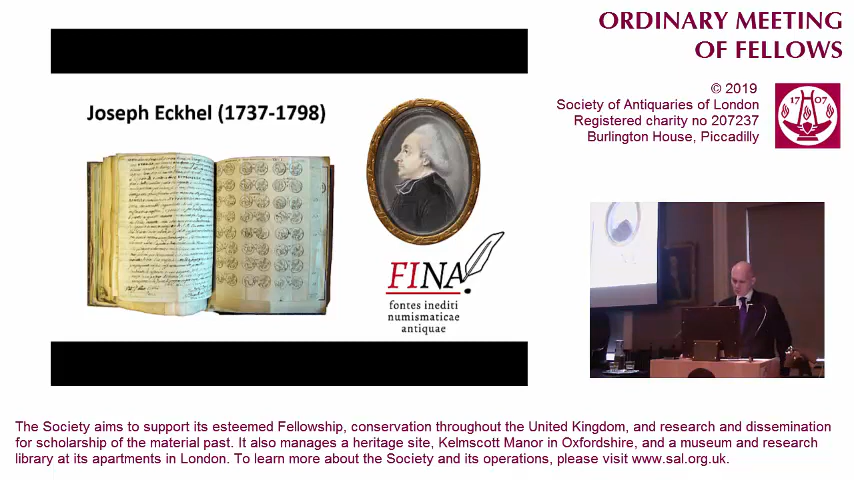 ORDINARY MEETING
OF FELLOWS
© 2019
Society of Antiquaries of London
Registered charity no 207237
Burlington House, Piccadilly
17 07
Joseph Eckhel (1737-1798)
FINA
fontes inediti
numismaticae
antiquae
The Society aims to support its esteemed Fellowship, conservation throughout the United Kingdom, and research and dissemination
for scholarship of the material past. It also manages a heritage site, Kelmscott Manor in Oxfordshire, and a museum and research
library at its apartments in London. To learn more about the Society and its operations, please visit www.sal.org.uk.